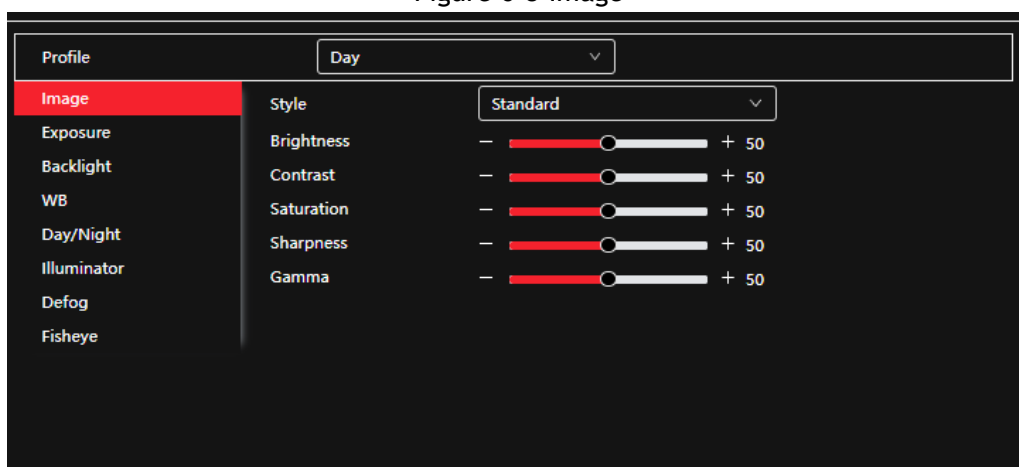 Profile Day
Image Style Standard
Exposure Brightness − + 50
Backlight Contrast − + 50
WB Saturation − + 50
Day/Night Sharpness − + 50
Illuminator Gamma − + 50
Defog
Fisheye